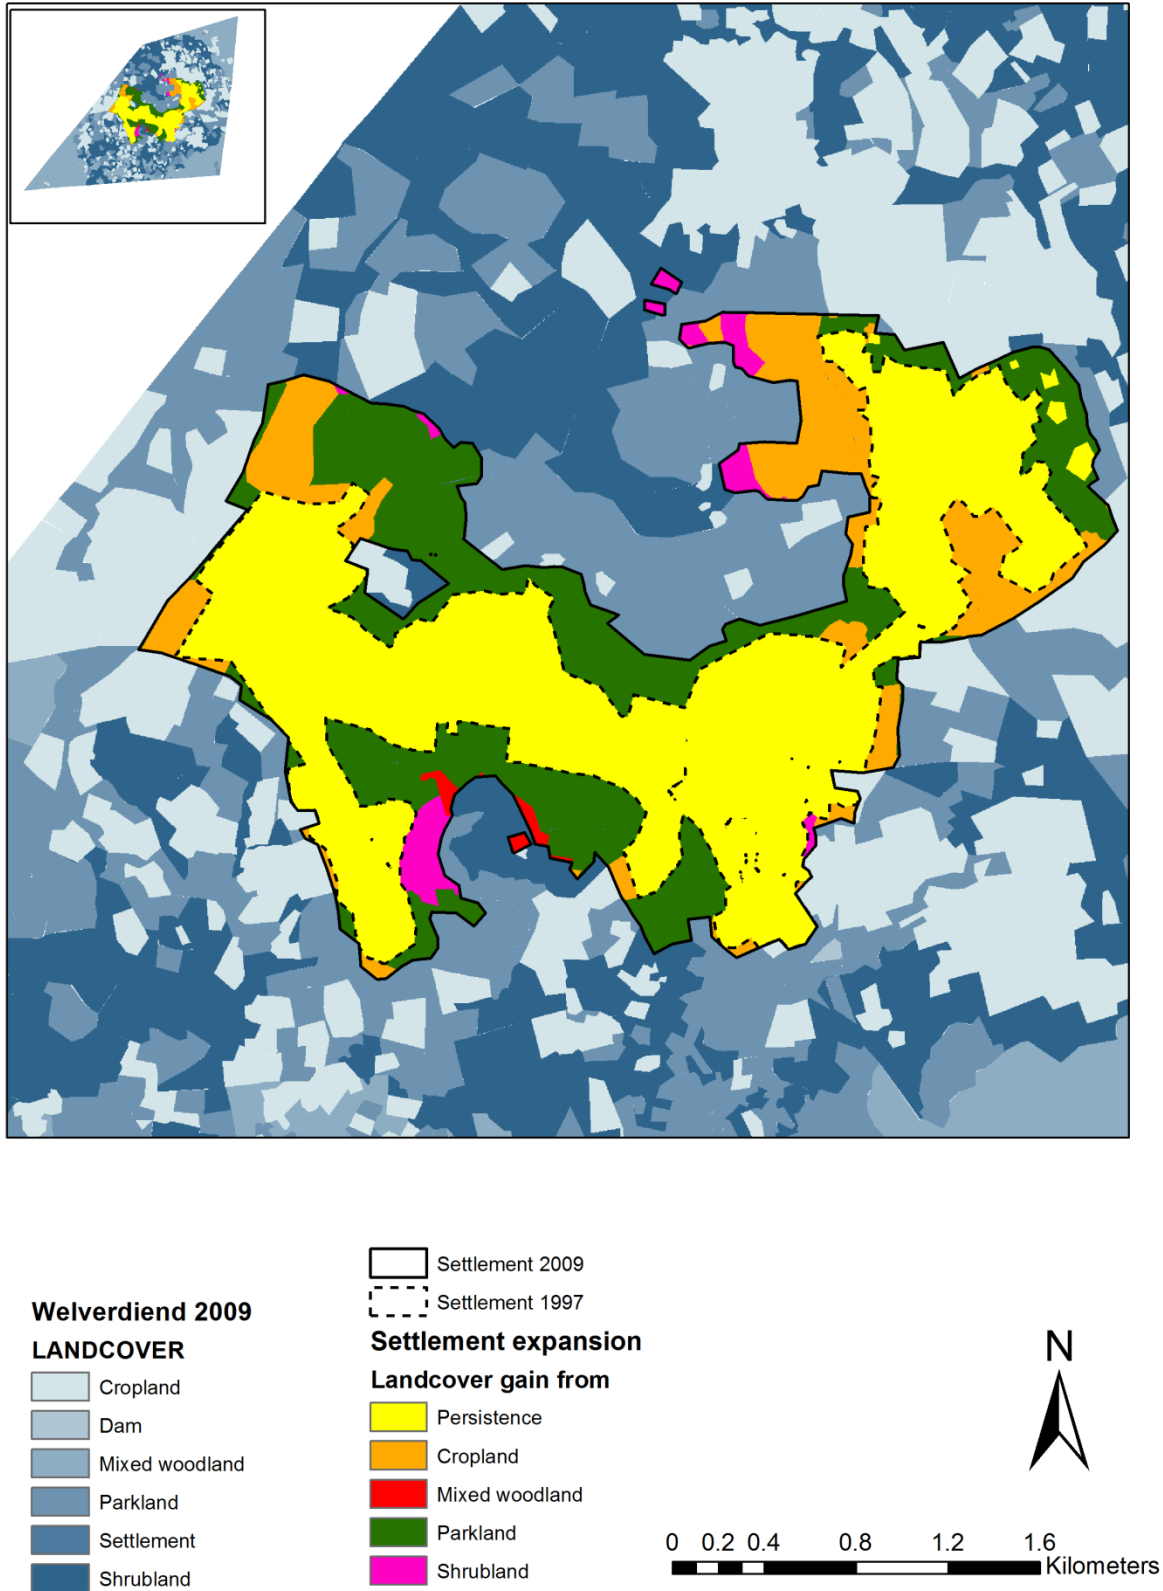 Settlement 2009
Settlement 1997
Welverdiend 2009
LANDCOVER
Cropland
Dam
Mixed woodland
Parkland
Settlement
Shrubland
Settlement expansion
Landcover gain from
Persistence
Cropland
Mixed woodland
Parkland
Shrubland
N
0 0.2 0.4 0.8 1.2 1.6
Kilometers